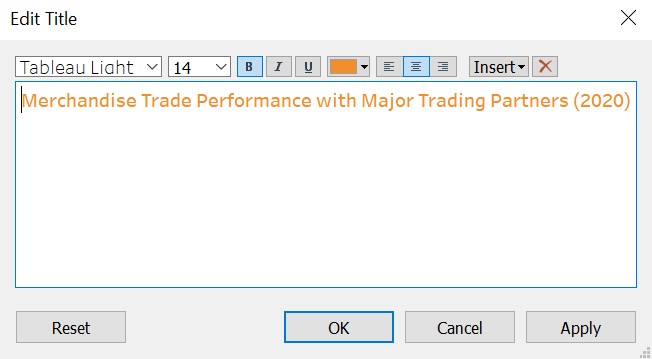 Edit Title
Tableau Light 14 B I U Insert
Merchandise Trade Performance with Major Trading Partners (2020)
Reset OK Cancel Apply